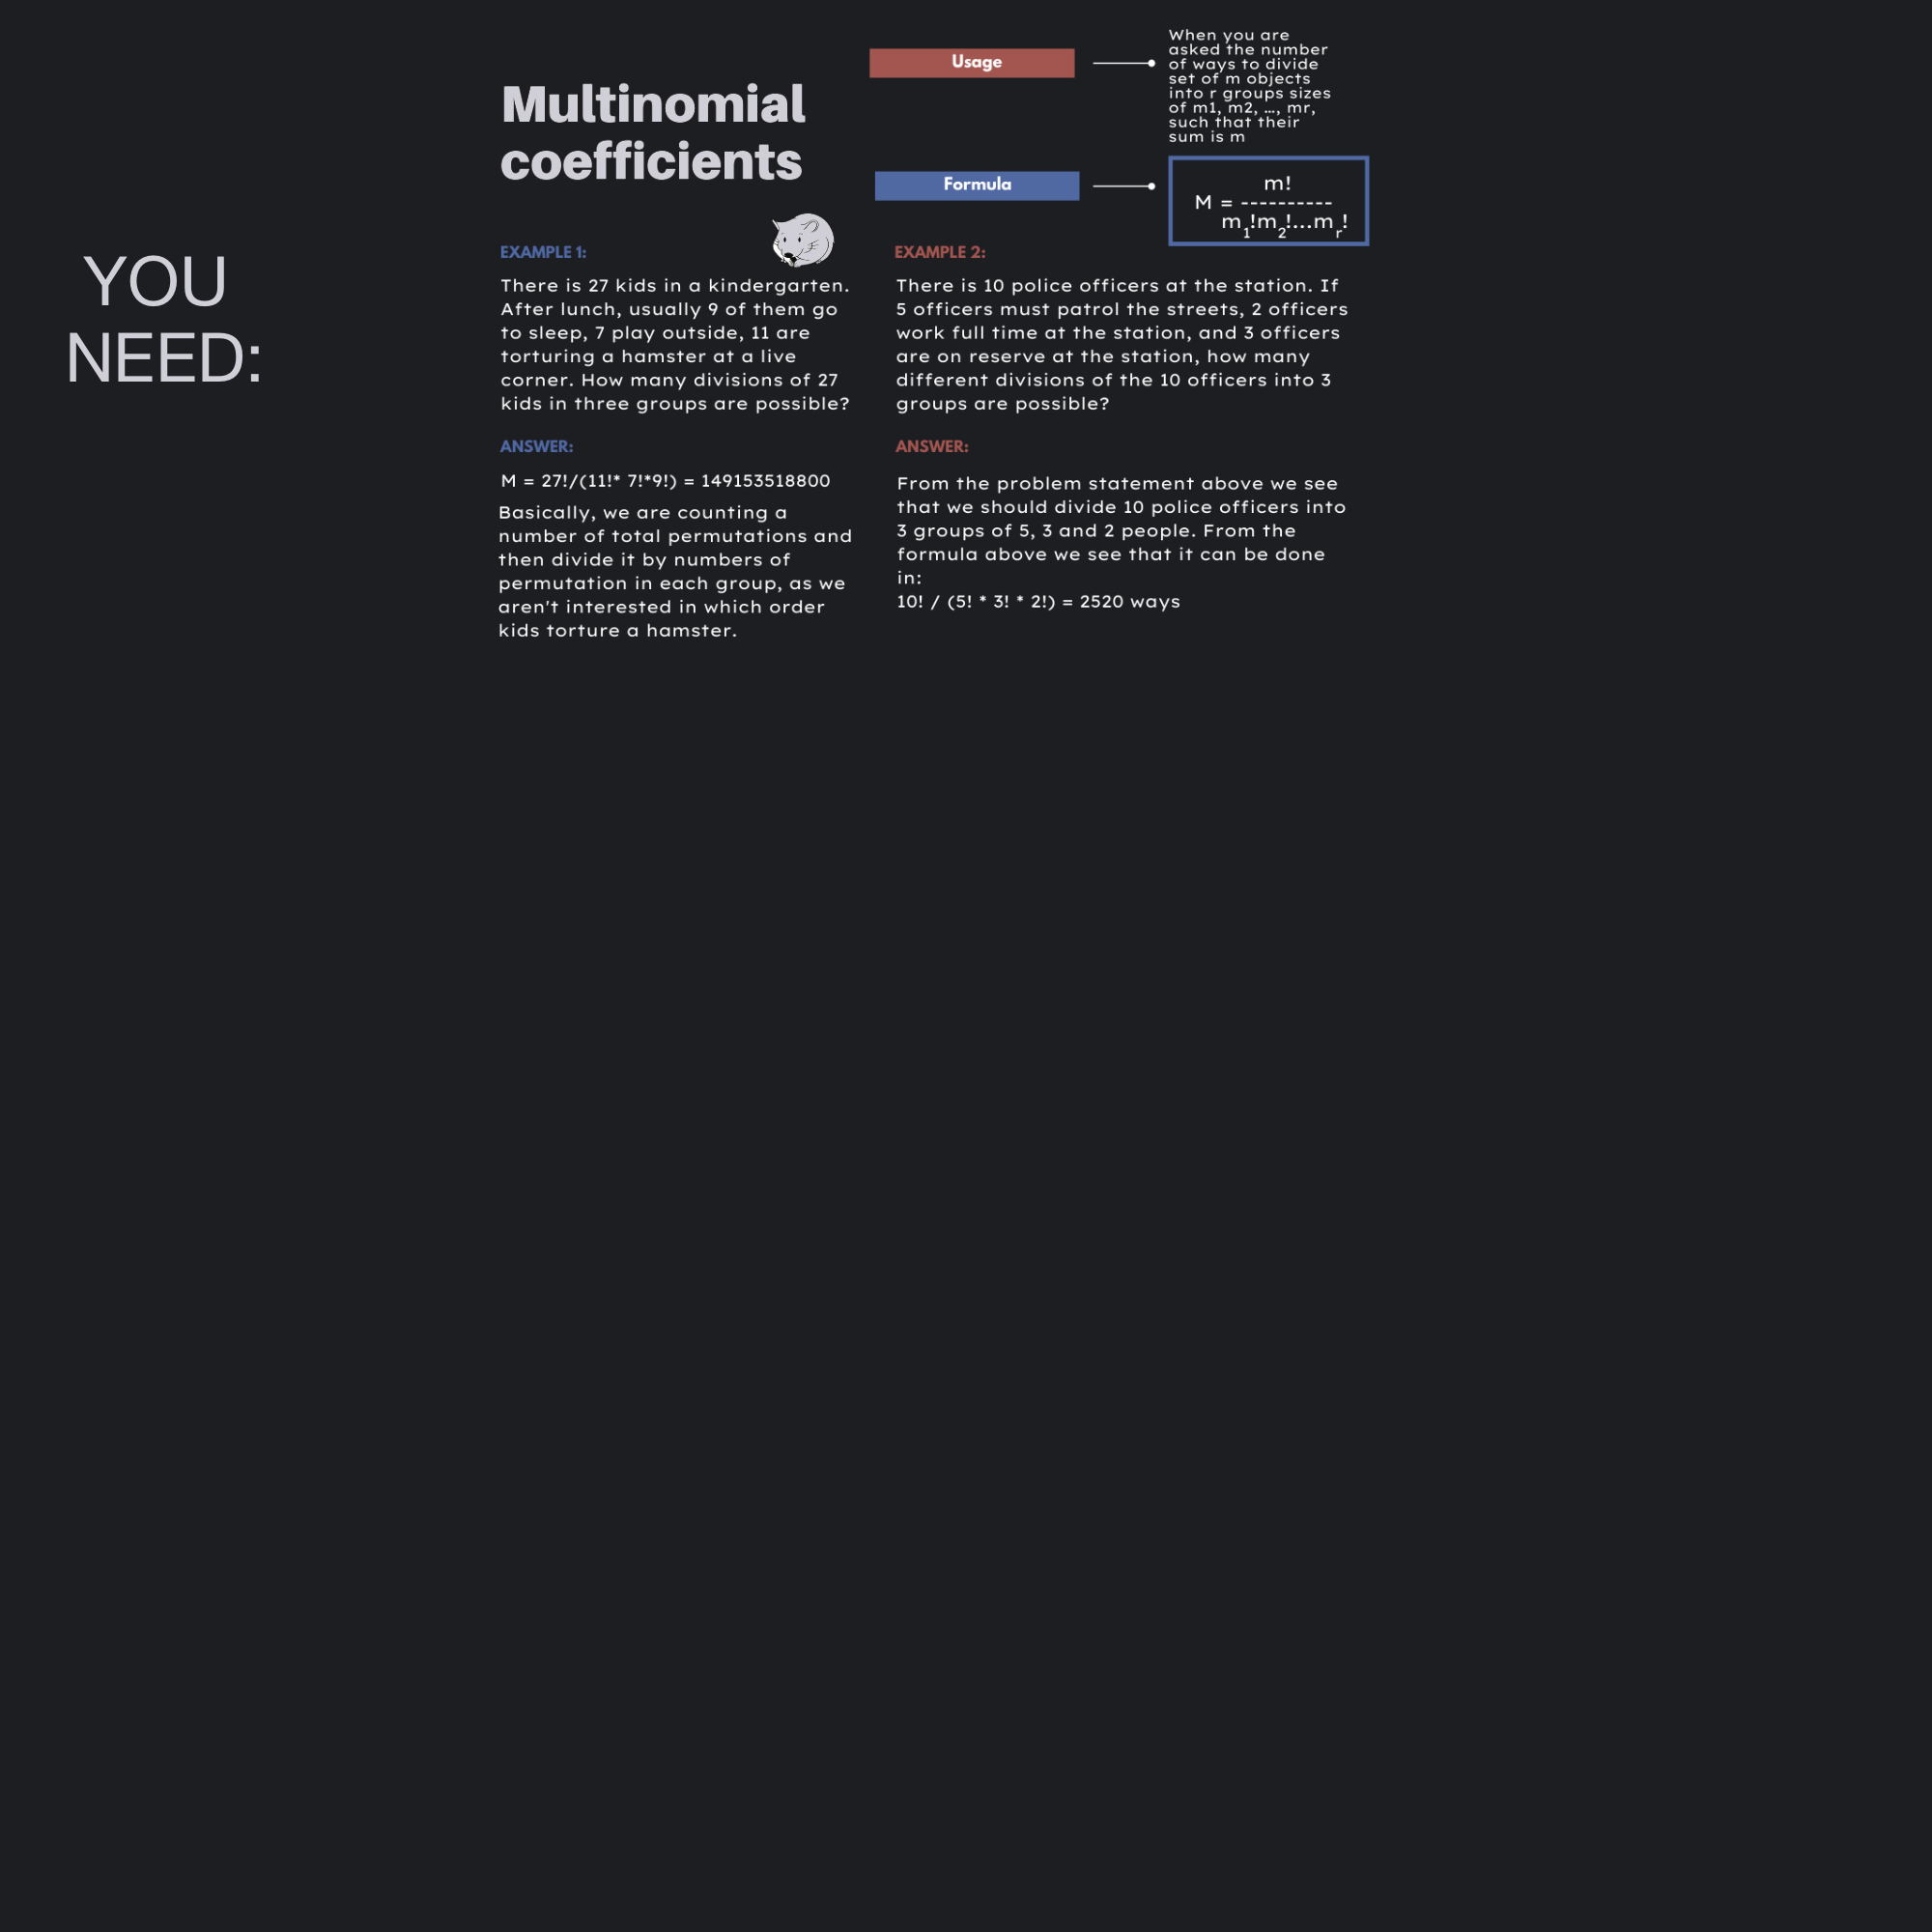 YOU
NEED:
Multinomial
coefficients
Usage
When you are
asked the number
of ways to divide
set of m objects
into r groups sizes
of m1, m2, ..., mr,
such that their
sum is m
Formula
m!
M = ----------
m1!m2!...mr!
EXAMPLE 1:
There is 27 kids in a kindergarten.
After lunch, usually 9 of them go
to sleep, 7 play outside, 11 are
torturing a hamster at a live
corner. How many divisions of 27
kids in three groups are possible?
ANSWER:
M = 27!/(11!* 7!*9!) = 149153518800
Basically, we are counting a
number of total permutations and
then divide it by numbers of
permutation in each group, as we
aren't interested in which order
kids torture a hamster.
EXAMPLE 2:
There is 10 police officers at the station. If
5 officers must patrol the streets, 2 officers
work full time at the station, and 3 officers
are on reserve at the station, how many
different divisions of the 10 officers into 3
groups are possible?
ANSWER:
From the problem statement above we see
that we should divide 10 police officers into
3 groups of 5, 3 and 2 people. From the
formula above we see that it can be done
in:
10! / (5! * 3! * 2!) = 2520 ways